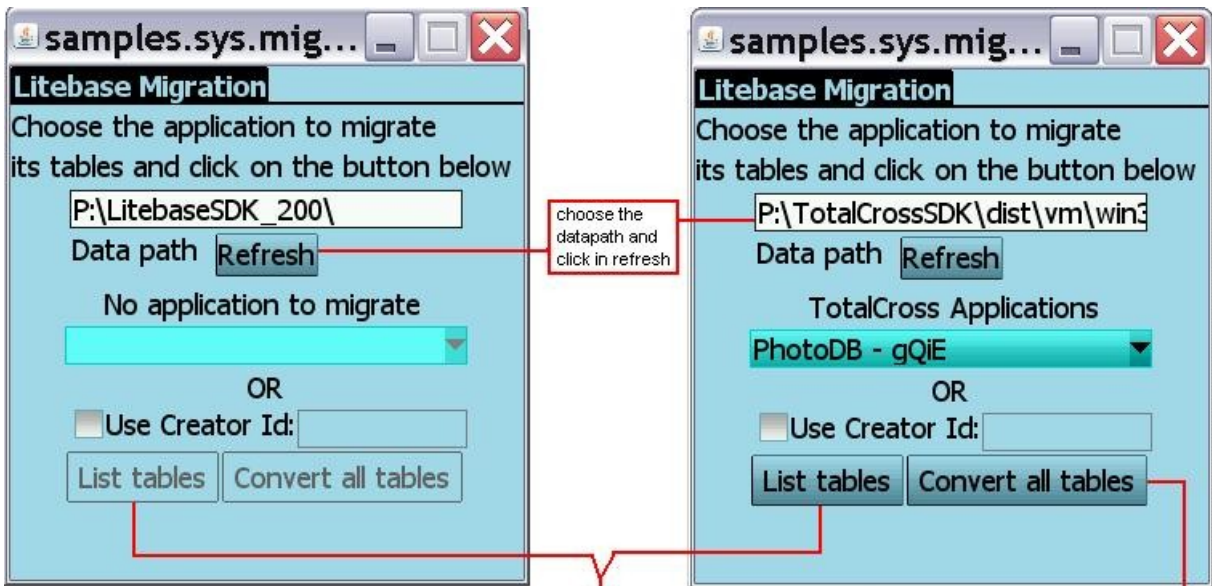 samples.sys.mig...
Litebase Migration
Choose the application to migrate
its tables and click on the button below
P:\LitebaseSDK_200\
Data path Refresh
No application to migrate
OR
Use Creator Id:
List tables Convert all tables
choose the
datapath and
click in refresh
samples.sys.mig...
Litebase Migration
Choose the application to migrate
its tables and click on the button below
P:\TotalCrossSDK\dist\vm\win3
Data path Refresh
TotalCross Applications
PhotoDB - gQiE
OR
Use Creator Id:
List tables Convert all tables